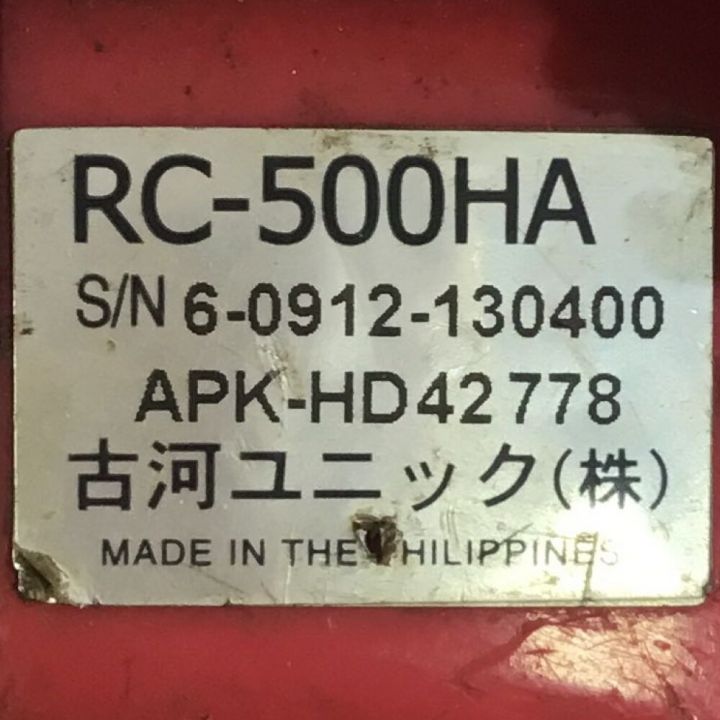 RC-500HA
S/N 6-0912-130400
APK-HD42778
古河ユニック(株)
MADE IN THE PHILIPPINES